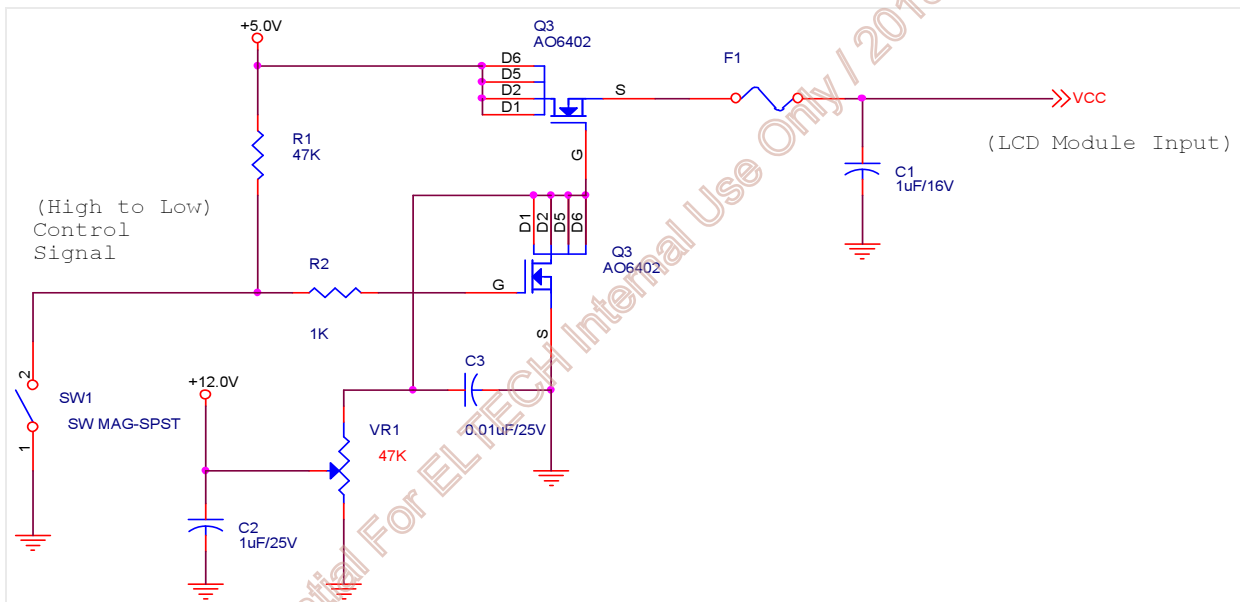 +5.0V
Q3
AO6402
D6
D5
D2
D1
S
G
F1
VCC
(LCD Module Input)
R1
47K
C1
1uF/16V
(High to Low)
Control
Signal
D1
D2
D5
D6
Q3
AO6402
R2
1K
G
S
C3
0.01uF/25V
2
SW1
SW MAG-SPST
1
+12.0V
VR1
47K
C2
1uF/25V
For ELTECH Internal Use Only /